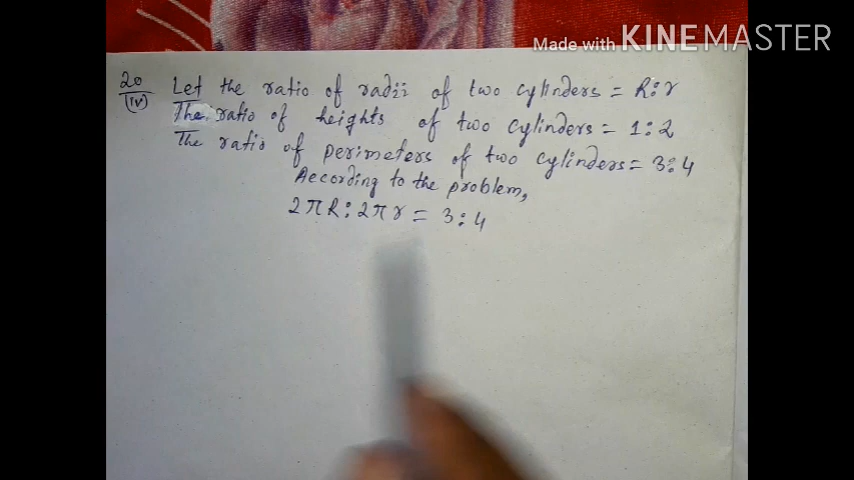 Made with KINEMASTER
20 (iv) Let the ratio of radii of two cylinders = R:r
The ratio of heights of two cylinders = 1:2
The ratio of perimeters of two cylinders = 3:4
According to the problem,
2πR : 2πr = 3:4